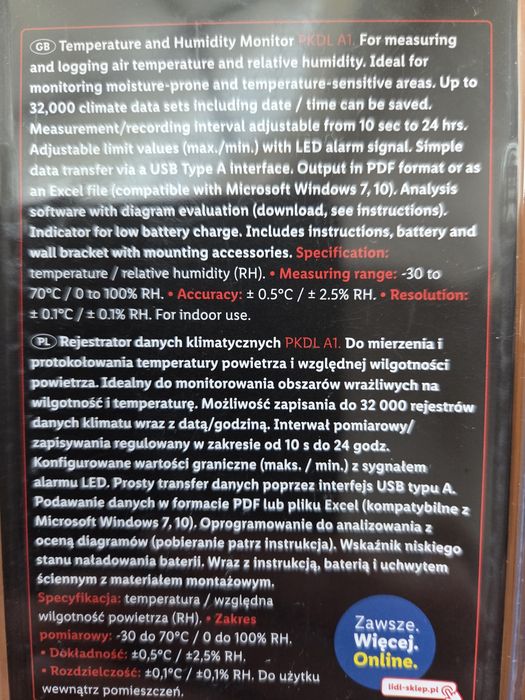 GB Temperature and Humidity Monitor PKDL A1. For measuring
and logging air temperature and relative humidity. Ideal for
monitoring moisture-prone and temperature-sensitive areas. Up to
32,000 climate data sets including date / time can be saved.
Measurement/recording interval adjustable from 10 sec to 24 hrs.
Adjustable limit values (max./min.) with LED alarm signal. Simple
data transfer via a USB Type A interface. Output in PDF format or as
an Excel file (compatible with Microsoft Windows 7, 10). Analysis
software with diagram evaluation (download, see instructions).
Indicator for low battery charge. Includes instructions, battery and
wall bracket with mounting accessories. Specification:
temperature / relative humidity (RH). • Measuring range: -30 to
70°C / 0 to 100% RH. • Accuracy: ± 0.5°C / ± 2.5% RH. • Resolution:
± 0.1°C / ± 0.1% RH. For indoor use.
PL Rejestrator danych klimatycznych PKDL A1. Do mierzenia i
protokołowania temperatury powietrza i względnej wilgotności
powietrza. Idealny do monitorowania obszarów wrażliwych na
wilgotność i temperaturę. Możliwość zapisania do 32 000 rejestrów
danych klimatu wraz z datą/godziną. Interwał pomiarowy/
zapisywania regulowany w zakresie od 10 s do 24 godz.
Konfigurowane wartości graniczne (maks. / min.) z sygnałem
alarmu LED. Prosty transfer danych poprzez interfejs USB typu A.
Podawanie danych w formacie PDF lub pliku Excel (kompatybilne z
Microsoft Windows 7, 10). Oprogramowanie do analizowania z
oceną diagramów (pobieranie patrz instrukcja). Wskaźnik niskiego
stanu naładowania baterii. Wraz z instrukcją, baterią i uchwytem
ściennym z materiałem montażowym.
Specyfikacja: temperatura / względna
wilgotność powietrza (RH). • Zakres
pomiarowy: -30 do 70°C / 0 do 100% RH.
• Dokładność: ±0,5°C / ±2,5% RH.
• Rozdzielczość: ±0,1°C / ±0,1% RH. Do użytku
wewnątrz pomieszczeń.
Zawsze.
Więcej.
Online.
lidl-sklep.pl